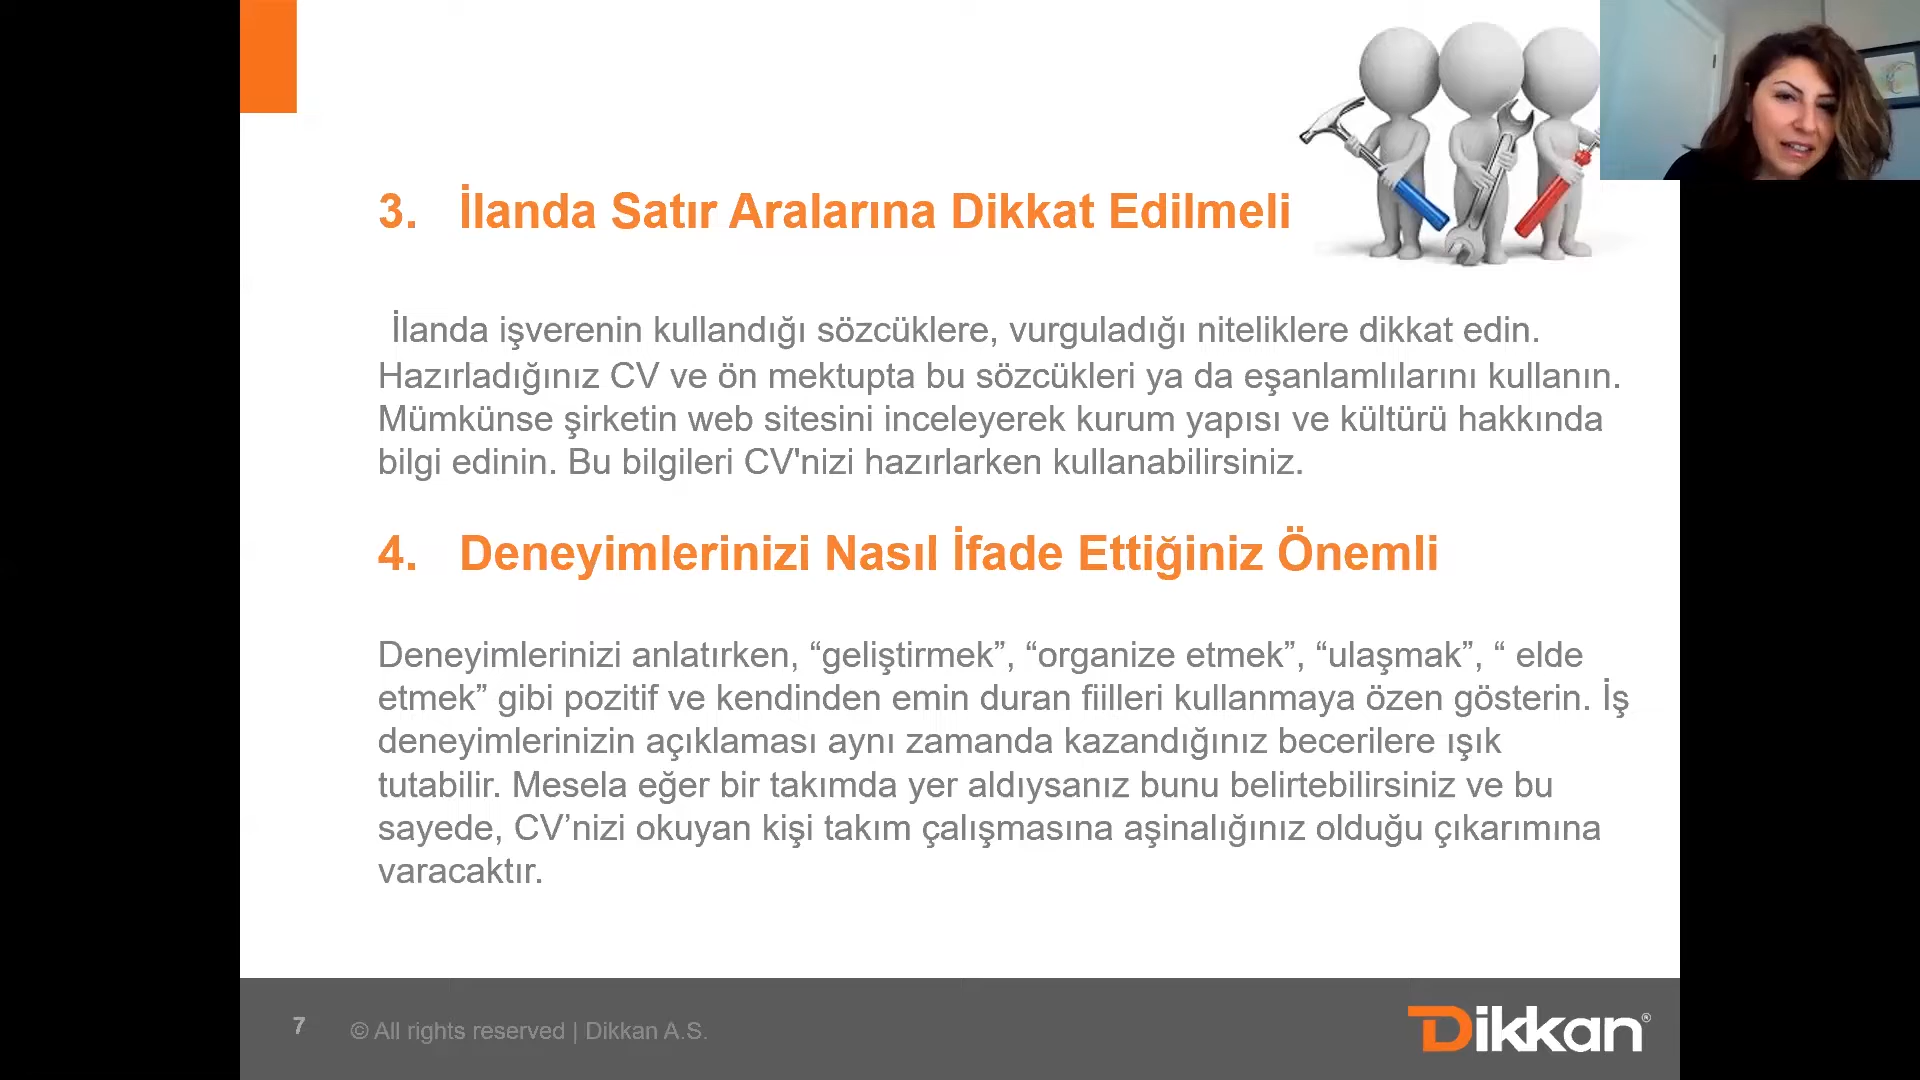 3. İlanda Satır Aralarına Dikkat Edilmeli
İlanda işverenin kullandığı sözcüklere, vurguladığı niteliklere dikkat edin.
Hazırladığınız CV ve ön mektupta bu sözcükleri ya da eşanlamlılarını kullanın.
Mümkünse şirketin web sitesini inceleyerek kurum yapısı ve kültürü hakkında
bilgi edinin. Bu bilgileri CV'nizi hazırlarken kullanabilirsiniz.
4. Deneyimlerinizi Nasıl İfade Ettiğiniz Önemli
Deneyimlerinizi anlatırken, “geliştirmek”, “organize etmek”, “ulaşmak”, “ elde
etmek” gibi pozitif ve kendinden emin duran fiilleri kullanmaya özen gösterin. İş
deneyimlerinizin açıklaması aynı zamanda kazandığınız becerilere ışık
tutabilir. Mesela eğer bir takımda yer aldıysanız bunu belirtebilirsiniz ve bu
sayede, CV’nizi okuyan kişi takım çalışmasına aşinalığınız olduğu çıkarımına
varacaktır.
7 © All rights reserved | Dikkan A.S.
Dikkan®